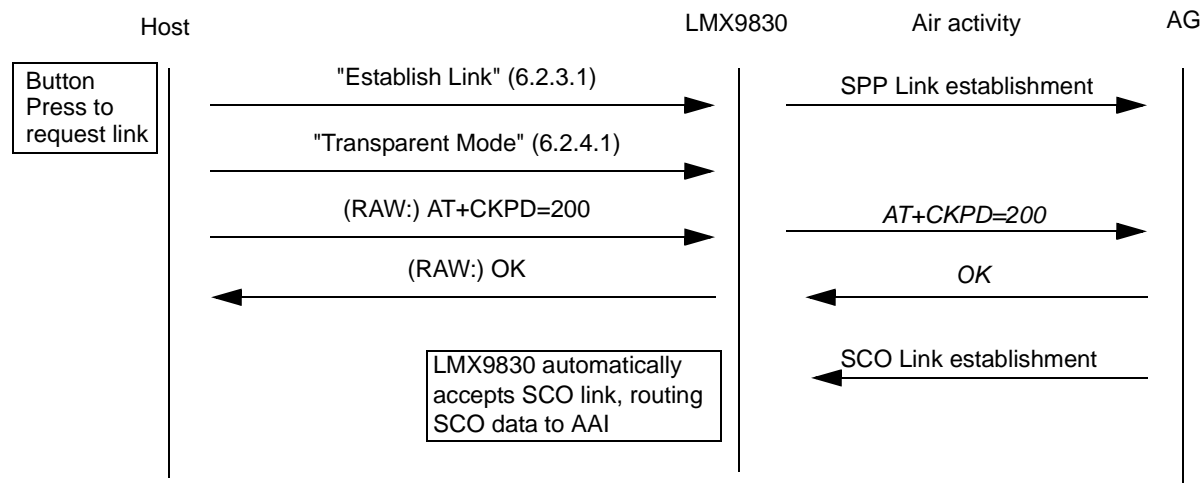 Host
LMX9830
Air activity
AG
Button
Press to
request link
"Establish Link" (6.2.3.1)
SPP Link establishment
"Transparent Mode" (6.2.4.1)
(RAW:) AT+CKPD=200
AT+CKPD=200
(RAW:) OK
OK
SCO Link establishment
LMX9830 automatically
accepts SCO link, routing
SCO data to AAI